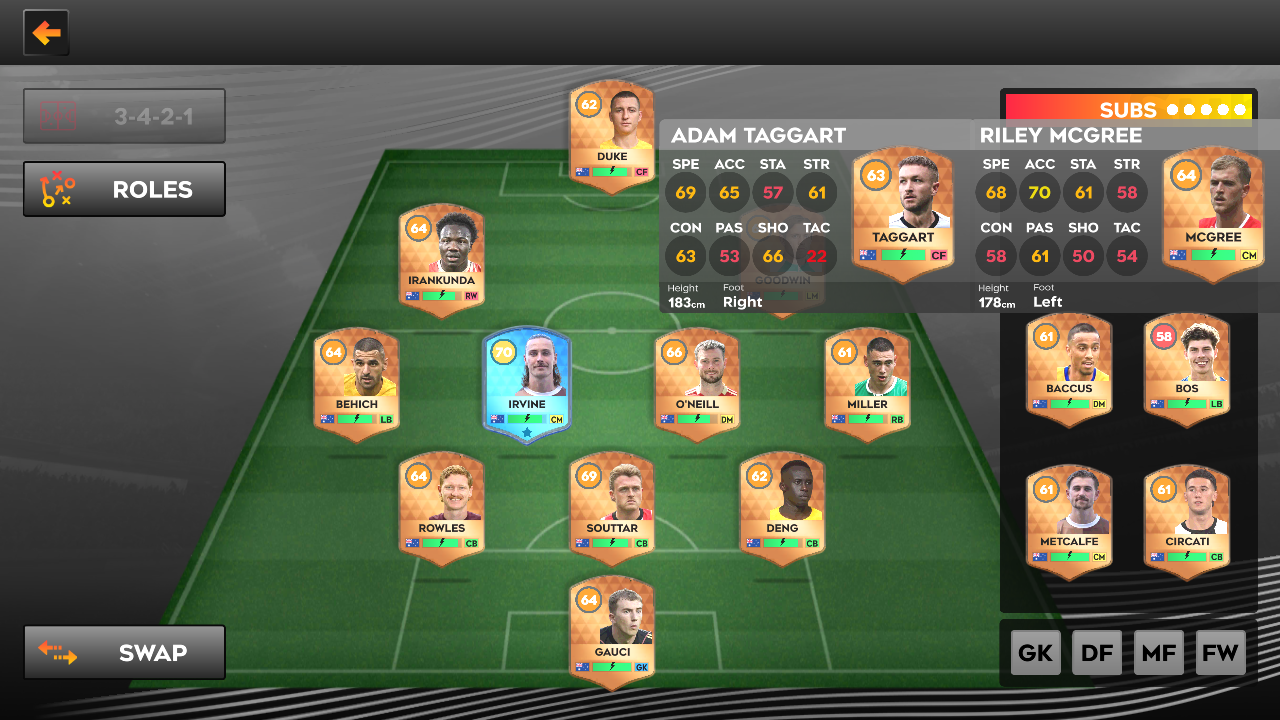 3-4-2-1
ROLES
SUBS
62
DUKE
CF
ADAM TAGGART
SPE ACC STA STR
69 65 57 61
CON PAS SHO TAC
63 53 66 22
Height Foot
183cm Right
63
TAGGART
CF
RILEY MCGREE
SPE ACC STA STR
68 70 61 58
CON PAS SHO TAC
58 61 50 54
Height Foot
178cm Left
64
MCGREE
CM
64
IRANKUNDA
RW
GOODWIN
LM
64
BEHICH
LB
70
IRVINE
CM
66
O'NEILL
DM
61
MILLER
RB
61
BACCUS
DM
58
BOS
LB
64
ROWLES
CB
69
SOUTTAR
CB
62
DENG
CB
61
METCALFE
CM
61
CIRCATI
CB
64
GAUCI
GK
SWAP
GK DF MF FW